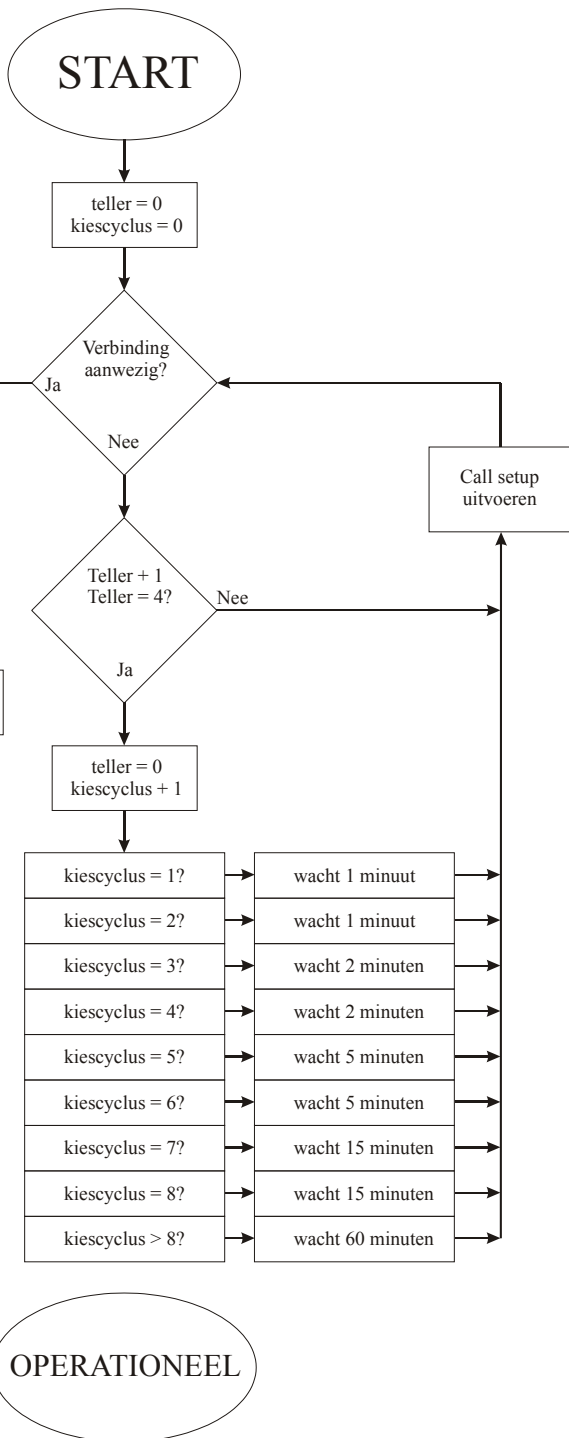 START
teller = 0
kiescyclus = 0
Verbinding
aanwezig?
Ja
Nee
Call setup
uitvoeren
Teller + 1
Teller = 4?
Nee
Ja
teller = 0
kiescyclus + 1
kiescyclus = 1? wacht 1 minuut
kiescyclus = 2? wacht 1 minuut
kiescyclus = 3? wacht 2 minuten
kiescyclus = 4? wacht 2 minuten
kiescyclus = 5? wacht 5 minuten
kiescyclus = 6? wacht 5 minuten
kiescyclus = 7? wacht 15 minuten
kiescyclus = 8? wacht 15 minuten
kiescyclus > 8? wacht 60 minuten
OPERATIONEEL